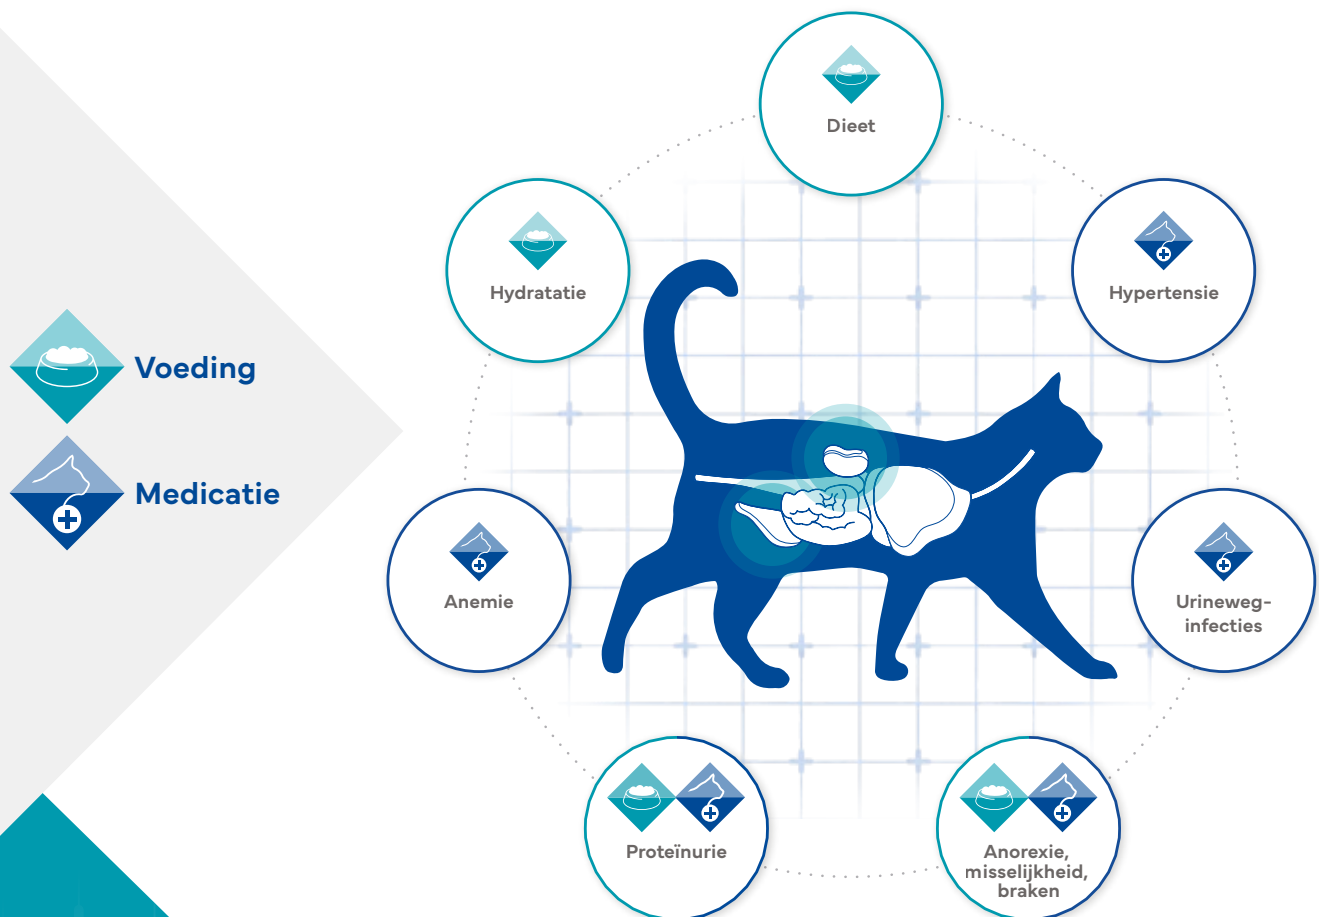 Dieet
Hydratatie
Hypertensie
Voeding
Medicatie
Anemie
Urineweg-
infecties
Proteïnurie
Anorexie,
misselijkheid,
braken